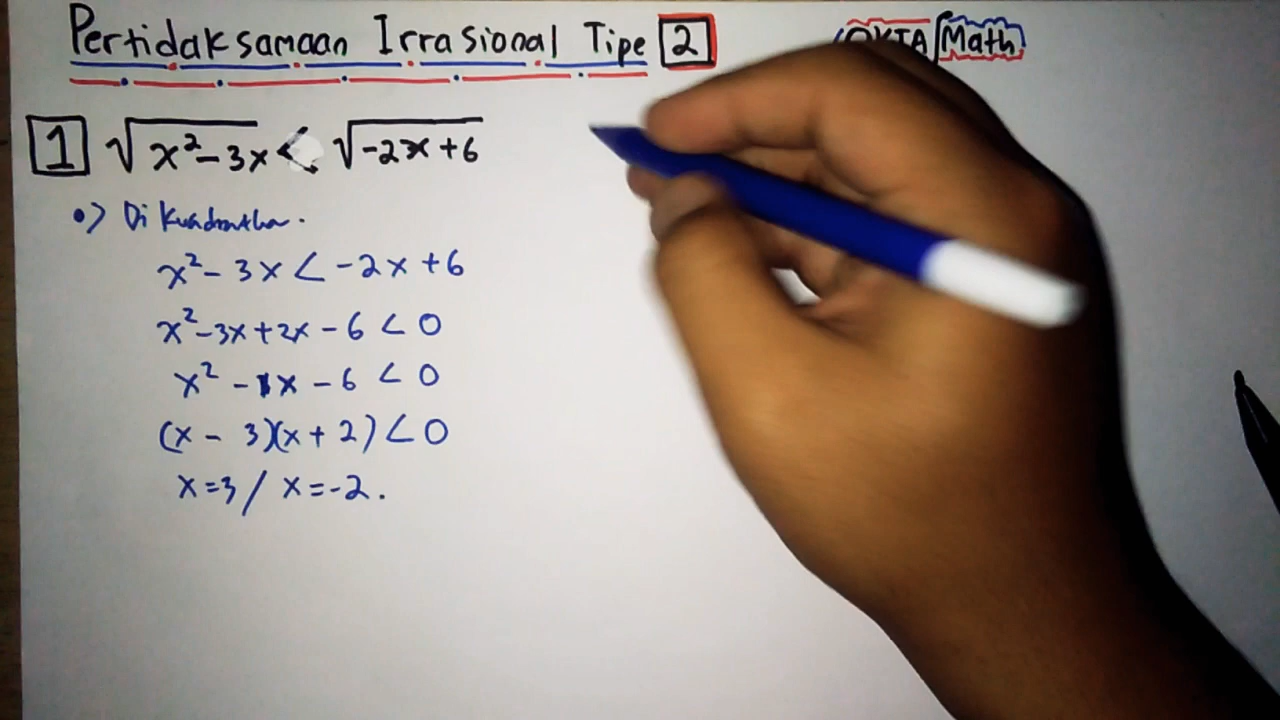 Pertidaksamaan Irrasional Tipe 2
OKTA Math
1 √x²-3x < √-2x+6
•> Di Kuadratkan.
x²-3x < -2x+6
x²-3x+2x-6 < 0
x²-1x-6 < 0
(x-3)(x+2) < 0
x=3 / x=-2.